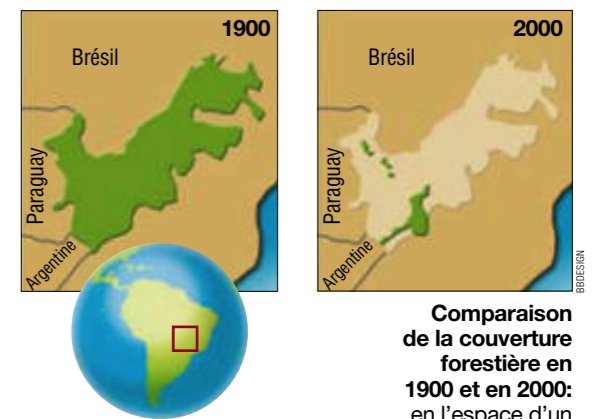 1900
Brésil
Paraguay
Argentine
2000
Brésil
Paraguay
Argentine
BBDESIGN
Comparaison
de la couverture
forestière en
1900 et en 2000:
en l'espace d'un